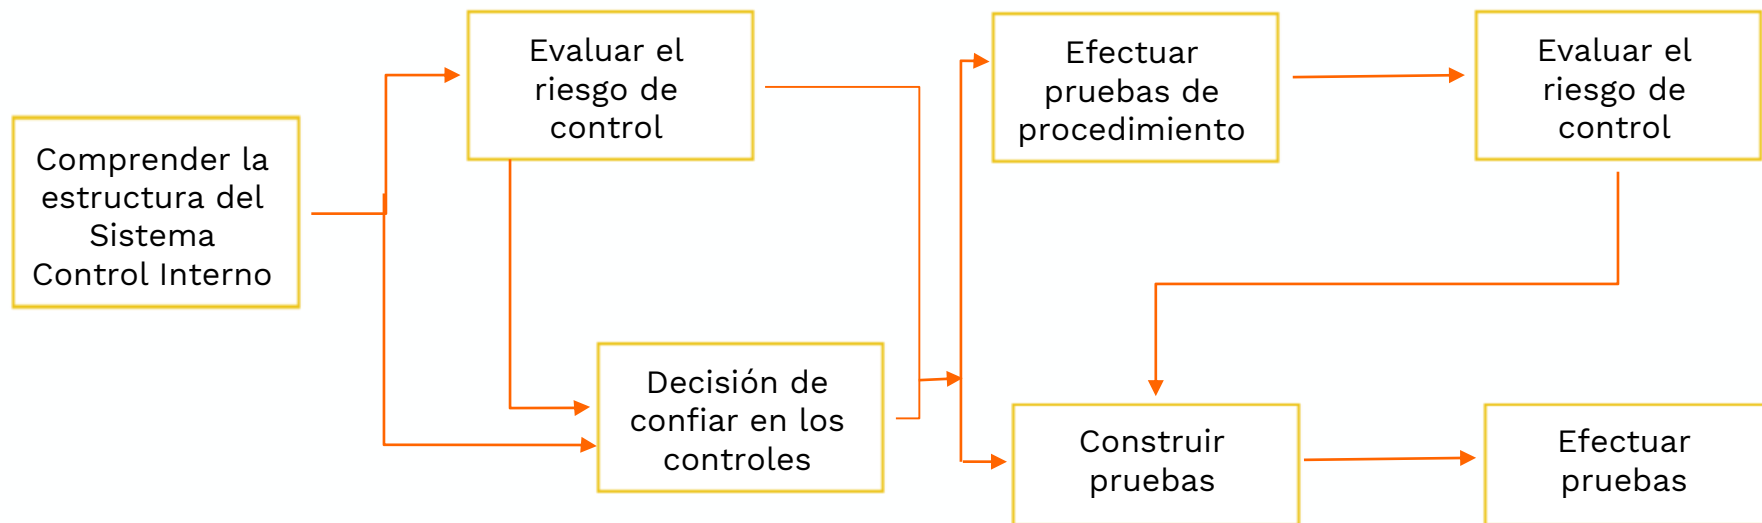 Comprender la
estructura del
Sistema
Control Interno
Evaluar el
riesgo de
control
Decisión de
confiar en los
controles
Efectuar
pruebas de
procedimiento
Evaluar el
riesgo de
control
Construir
pruebas
Efectuar
pruebas